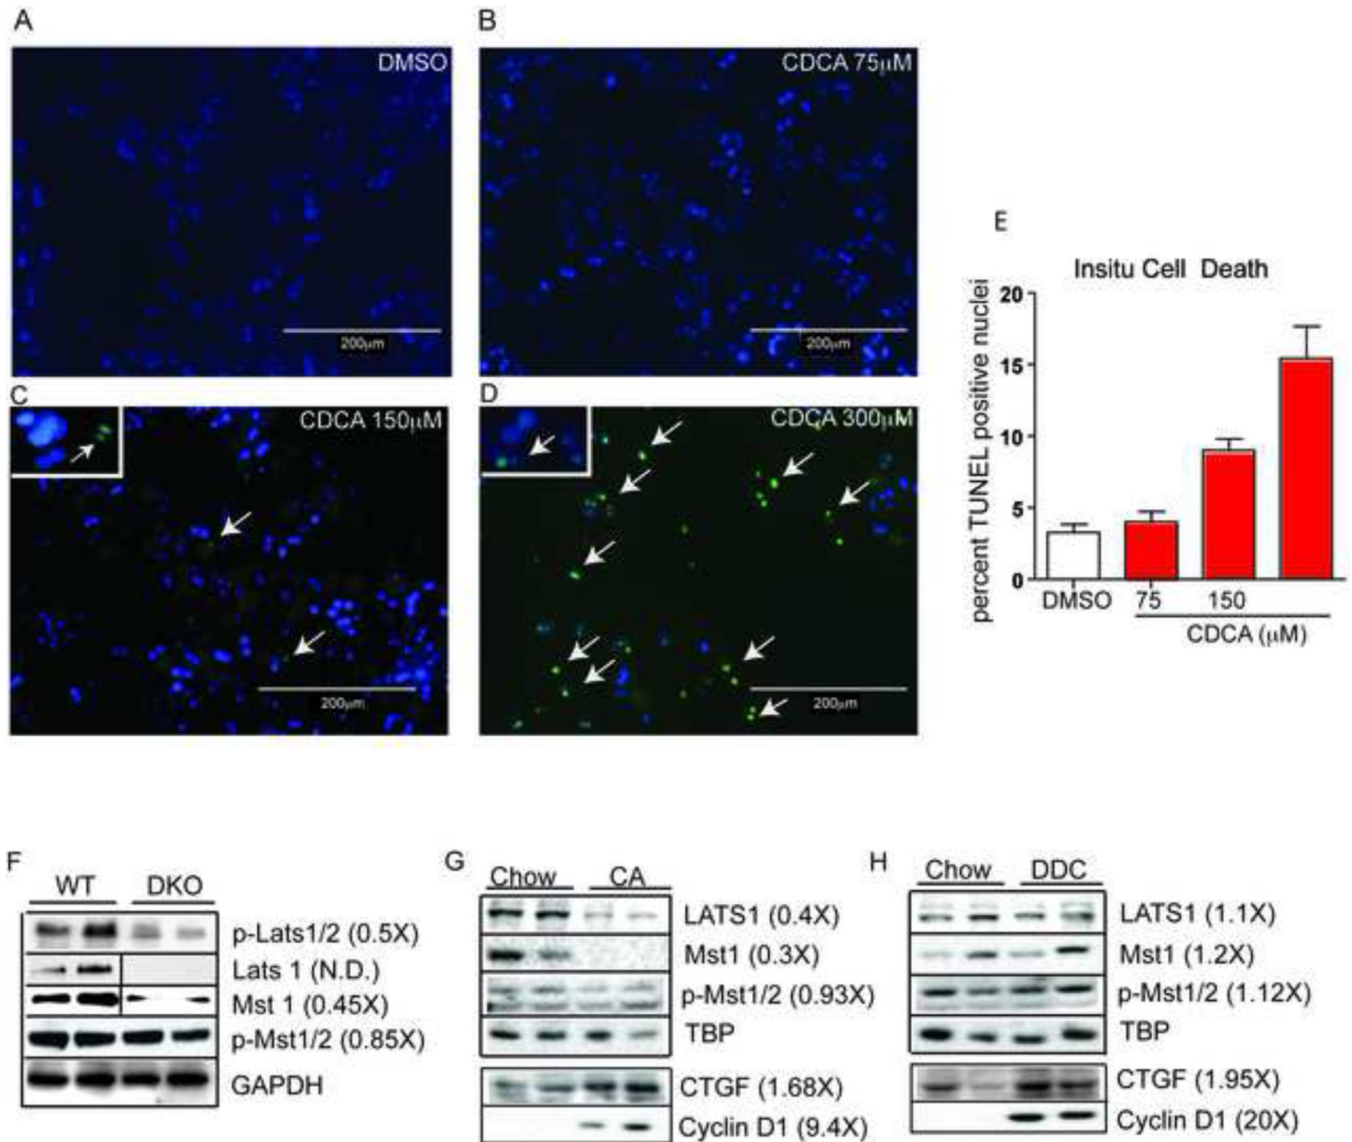 A
DMSO
200μm
B
CDCA 75μM
200μm
C
CDCA 150μM
200μm
D
CDCA 300μM
200μm
E
Insitu Cell Death
percent TUNEL positive nuclei
20
15
10
5
0
DMSO 75 150
CDCA (μM)
F
WT DKO
p-Lats1/2 (0.5X)
Lats 1 (N.D.)
Mst 1 (0.45X)
p-Mst1/2 (0.85X)
GAPDH
G
Chow CA
LATS1 (0.4X)
Mst1 (0.3X)
p-Mst1/2 (0.93X)
TBP
CTGF (1.68X)
Cyclin D1 (9.4X)
H
Chow DDC
LATS1 (1.1X)
Mst1 (1.2X)
p-Mst1/2 (1.12X)
TBP
CTGF (1.95X)
Cyclin D1 (20X)